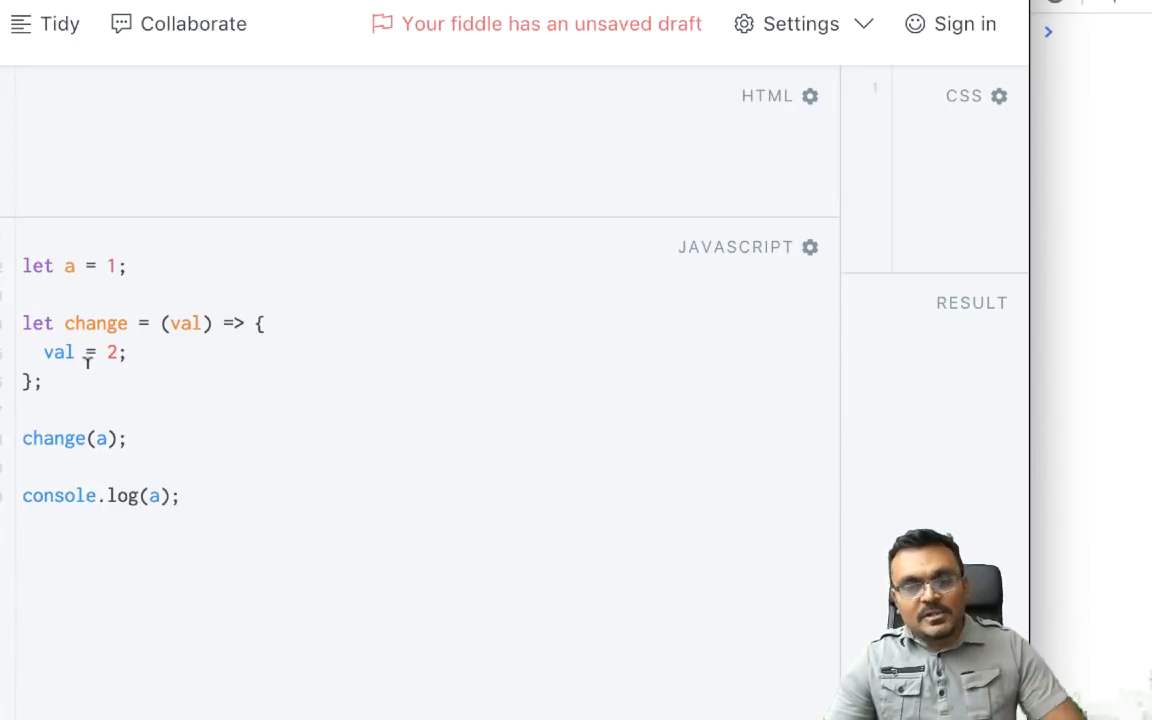 Tidy Collaborate Your fiddle has an unsaved draft Settings Sign in
HTML
CSS
1
JAVASCRIPT
let a = 1;
RESULT
let change = (val) => {
val = 2;
};
change(a);
console.log(a);